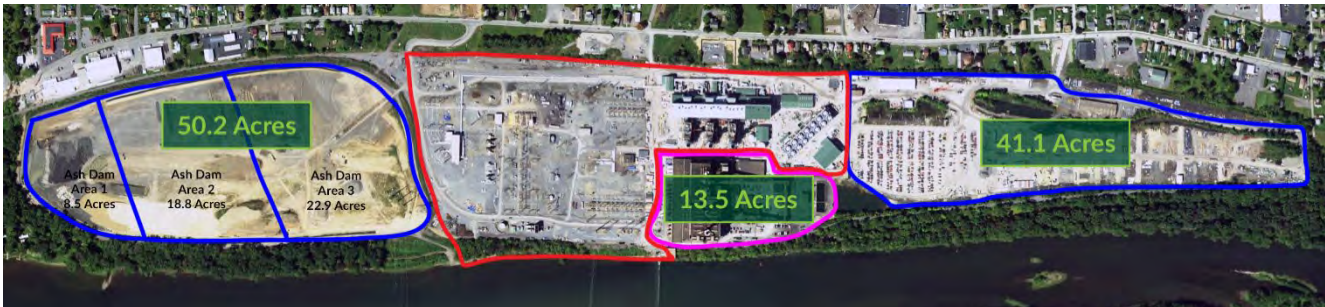 50.2 Acres
Ash Dam
Area 1
8.5 Acres
Ash Dam
Area 2
18.8 Acres
Ash Dam
Area 3
22.9 Acres
13.5 Acres
41.1 Acres